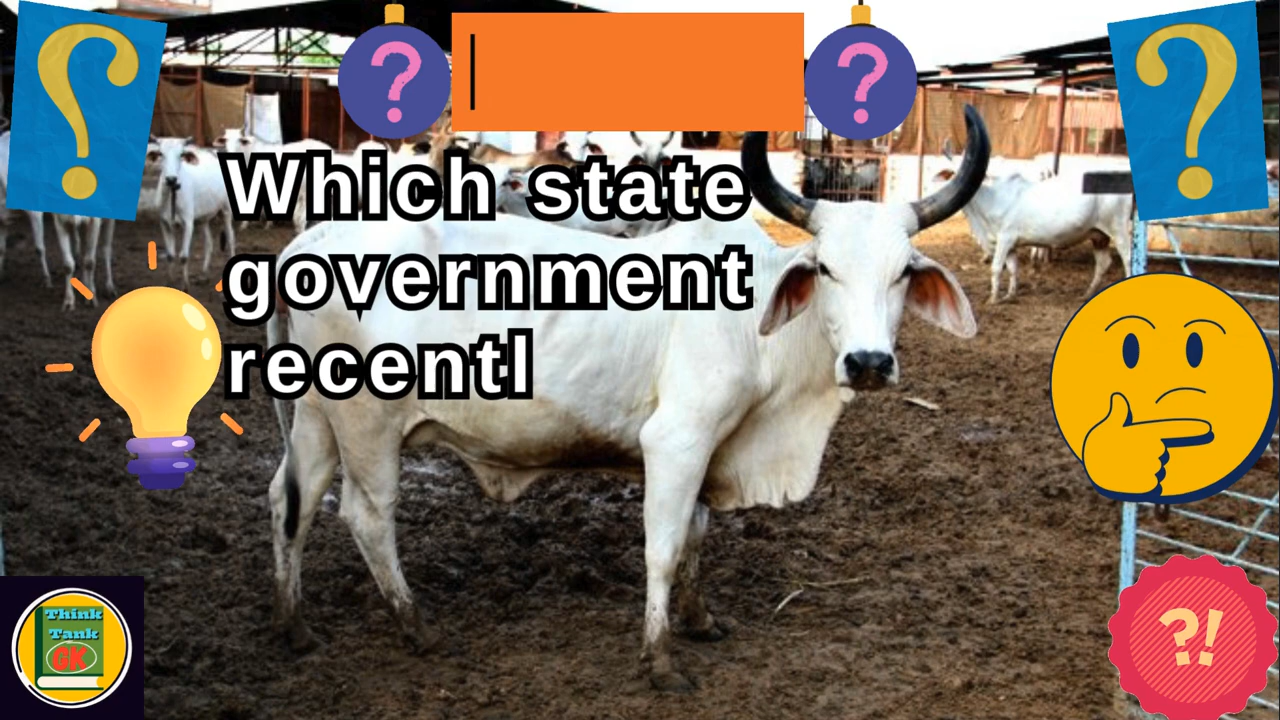 ?
?
?
?
Which state
government
recentl
Think
Tank
GK
?!